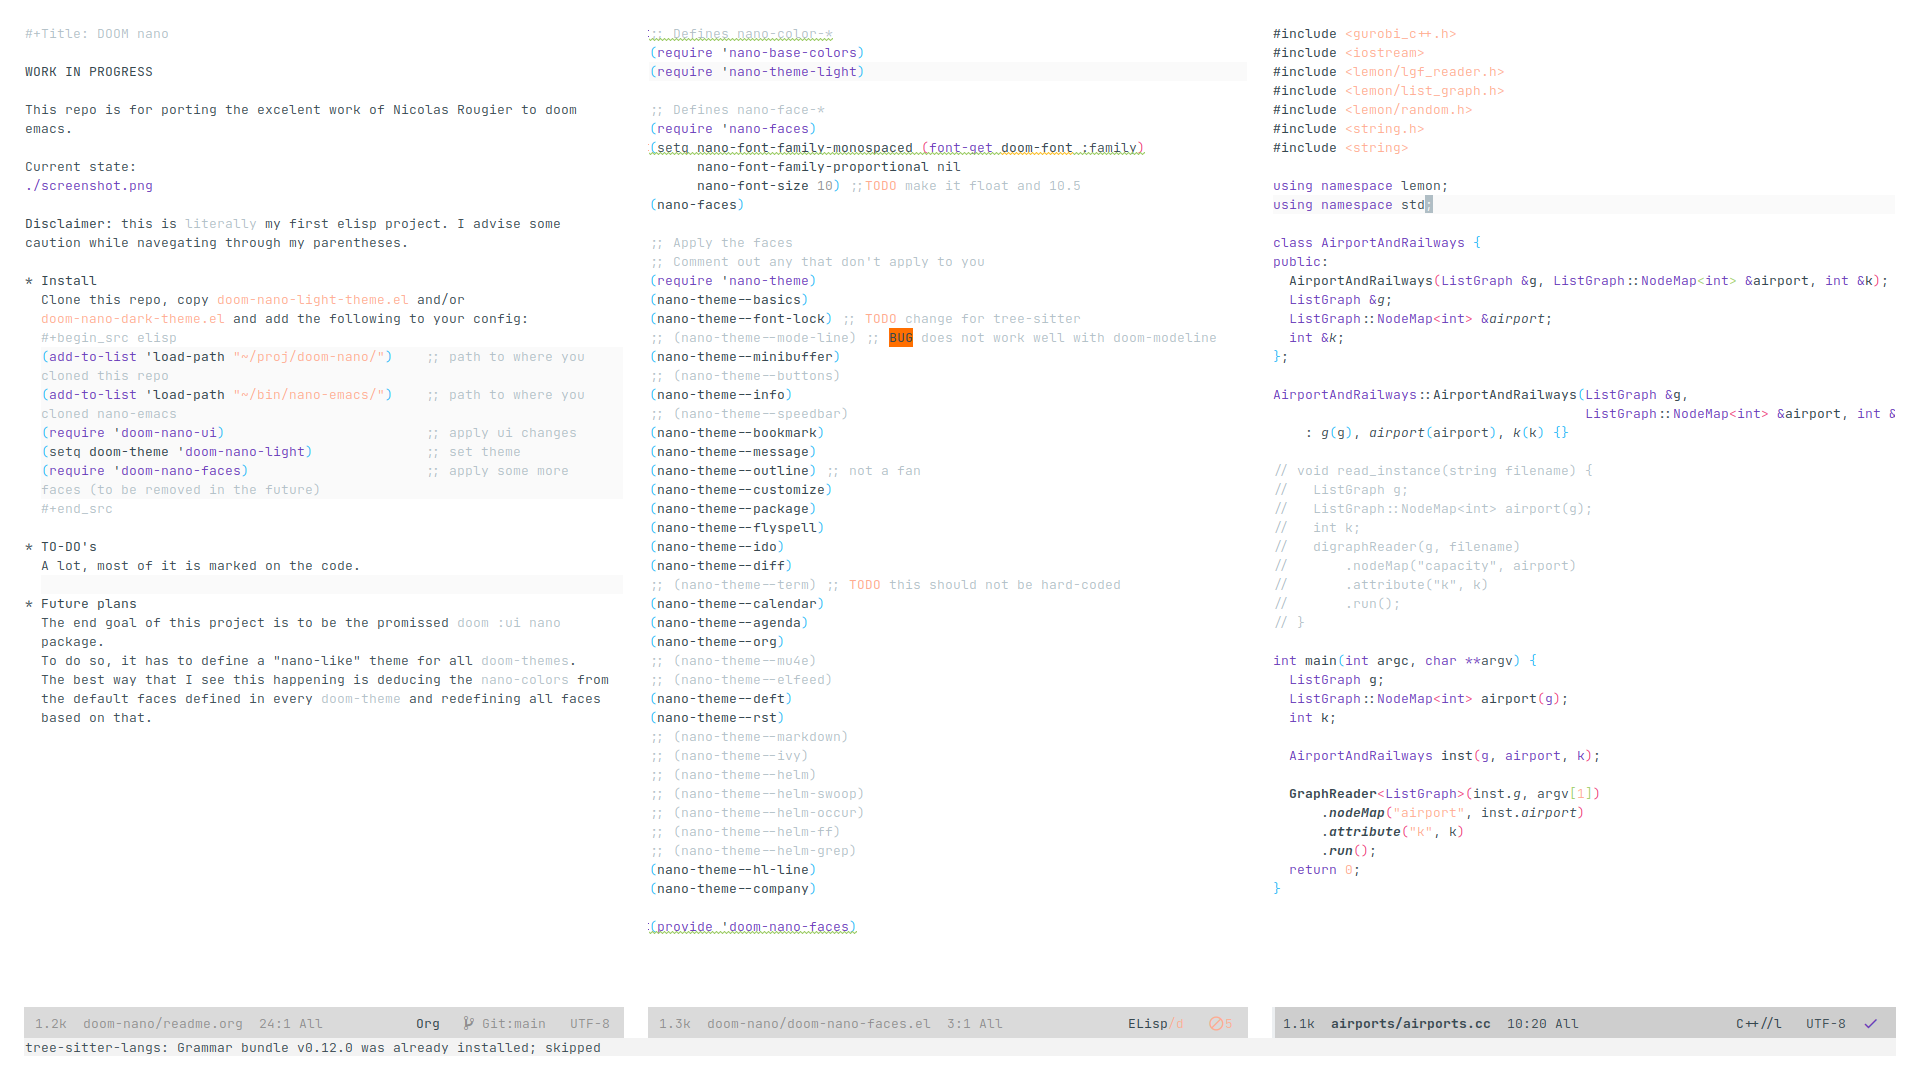 #+Title: DOOM nano
WORK IN PROGRESS
This repo is for porting the excelent work of Nicolas Rougier to doom
emacs.
Current state:
./screenshot.png
Disclaimer: this is literally my first elisp project. I advise some
caution while navegating through my parentheses.
* Install
Clone this repo, copy doom-nano-light-theme.el and/or
doom-nano-dark-theme.el and add the following to your config:
#+begin_src elisp
(add-to-list 'load-path "~/proj/doom-nano/")    ;; path to where you
cloned this repo
(add-to-list 'load-path "~/bin/nano-emacs/")    ;; path to where you
cloned nano-emacs
(require 'doom-nano-ui)                         ;; apply ui changes
(setq doom-theme 'doom-nano-light)              ;; set theme
(require 'doom-nano-faces)                      ;; apply some more
faces (to be removed in the future)
#+end_src
* TO-DO's
A lot, most of it is marked on the code.
* Future plans
The end goal of this project is to be the promissed doom :ui nano
package.
To do so, it has to define a "nano-like" theme for all doom-themes.
The best way that I see this happening is deducing the nano-colors from
the default faces defined in every doom-theme and redefining all faces
based on that.
1.2k  doom-nano/readme.org  24:1 All  Org  Git:main  UTF-8
;; Defines nano-color-*
(require 'nano-base-colors)
(require 'nano-theme-light)
;; Defines nano-face-*
(require 'nano-faces)
(setq nano-font-family-monospaced (font-get doom-font :family)
      nano-font-family-proportional nil
      nano-font-size 10) ;;TODO make it float and 10.5
(nano-faces)
;; Apply the faces
;; Comment out any that don't apply to you
(require 'nano-theme)
(nano-theme--basics)
(nano-theme--font-lock) ;; TODO change for tree-sitter
;; (nano-theme--mode-line) ;; BUG does not work well with doom-modeline
(nano-theme--minibuffer)
;; (nano-theme--buttons)
(nano-theme--info)
;; (nano-theme--speedbar)
(nano-theme--bookmark)
(nano-theme--message)
(nano-theme--outline) ;; not a fan
(nano-theme--customize)
(nano-theme--package)
(nano-theme--flyspell)
(nano-theme--ido)
(nano-theme--diff)
;; (nano-theme--term) ;; TODO this should not be hard-coded
(nano-theme--calendar)
(nano-theme--agenda)
(nano-theme--org)
;; (nano-theme--mu4e)
;; (nano-theme--elfeed)
(nano-theme--deft)
(nano-theme--rst)
;; (nano-theme--markdown)
;; (nano-theme--ivy)
;; (nano-theme--helm)
;; (nano-theme--helm-swoop)
;; (nano-theme--helm-occur)
;; (nano-theme--helm-ff)
;; (nano-theme--helm-grep)
(nano-theme--hl-line)
(nano-theme--company)
(provide 'doom-nano-faces)
1.3k  doom-nano/doom-nano-faces.el  3:1 All  ELisp/d  5
#include <gurobi_c++.h>
#include <iostream>
#include <lemon/lgf_reader.h>
#include <lemon/list_graph.h>
#include <lemon/random.h>
#include <string.h>
#include <string>
using namespace lemon;
using namespace std;
class AirportAndRailways {
public:
  AirportAndRailways(ListGraph &g, ListGraph::NodeMap<int> &airport, int &k);
  ListGraph &g;
  ListGraph::NodeMap<int> &airport;
  int &k;
};
AirportAndRailways::AirportAndRailways(ListGraph &g,
                                       ListGraph::NodeMap<int> &airport, int &
    : g(g), airport(airport), k(k) {}
// void read_instance(string filename) {
//   ListGraph g;
//   ListGraph::NodeMap<int> airport(g);
//   int k;
//   digraphReader(g, filename)
//       .nodeMap("capacity", airport)
//       .attribute("k", k)
//       .run();
// }
int main(int argc, char **argv) {
  ListGraph g;
  ListGraph::NodeMap<int> airport(g);
  int k;
  AirportAndRailways inst(g, airport, k);
  GraphReader<ListGraph>(inst.g, argv[1])
      .nodeMap("airport", inst.airport)
      .attribute("k", k)
      .run();
  return 0;
}
1.1k  airports/airports.cc  10:20 All  C++//l  UTF-8
tree-sitter-langs: Grammar bundle v0.12.0 was already installed; skipped